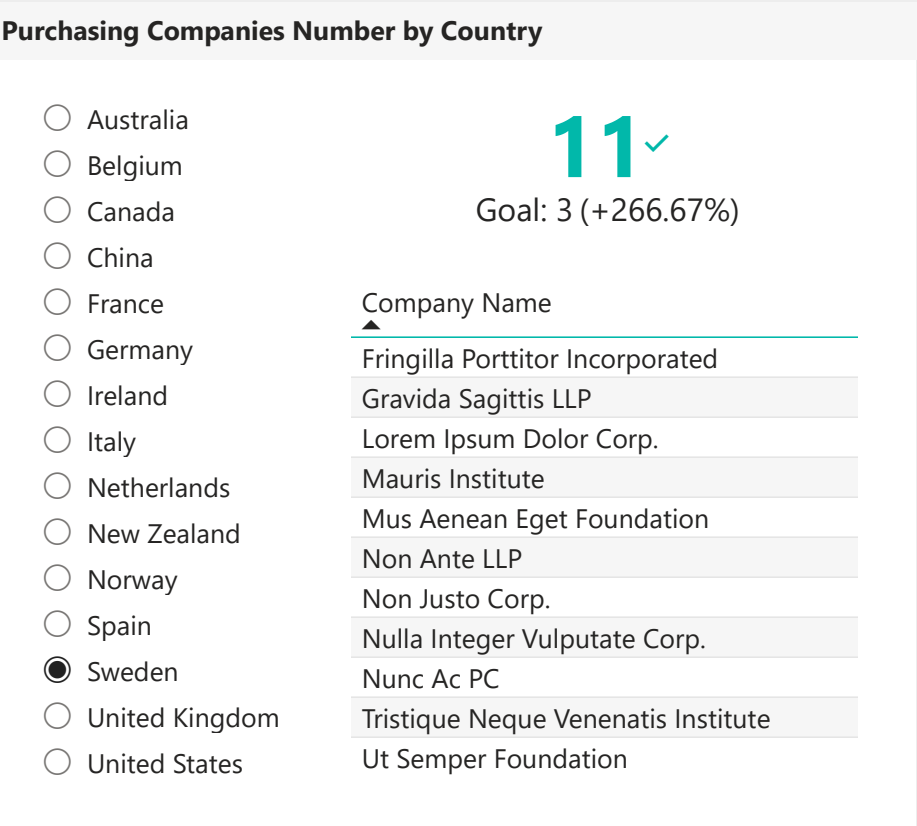 Purchasing Companies Number by Country
Australia
Belgium
Canada
China
France
Germany
Ireland
Italy
Netherlands
New Zealand
Norway
Spain
Sweden
United Kingdom
United States
11
Goal: 3 (+266.67%)
Company Name
Fringilla Porttitor Incorporated
Gravida Sagittis LLP
Lorem Ipsum Dolor Corp.
Mauris Institute
Mus Aenean Eget Foundation
Non Ante LLP
Non Justo Corp.
Nulla Integer Vulputate Corp.
Nunc Ac PC
Tristique Neque Venenatis Institute
Ut Semper Foundation